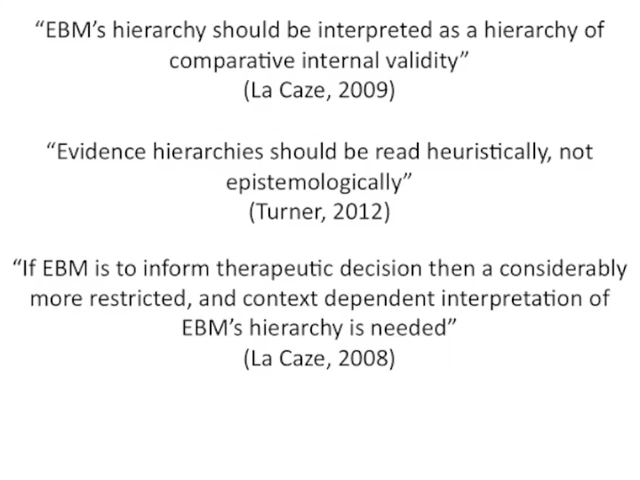 “EBM’s hierarchy should be interpreted as a hierarchy of
comparative internal validity”
(La Caze, 2009)
“Evidence hierarchies should be read heuristically, not
epistemologically”
(Turner, 2012)
“If EBM is to inform therapeutic decision then a considerably
more restricted, and context dependent interpretation of
EBM’s hierarchy is needed”
(La Caze, 2008)